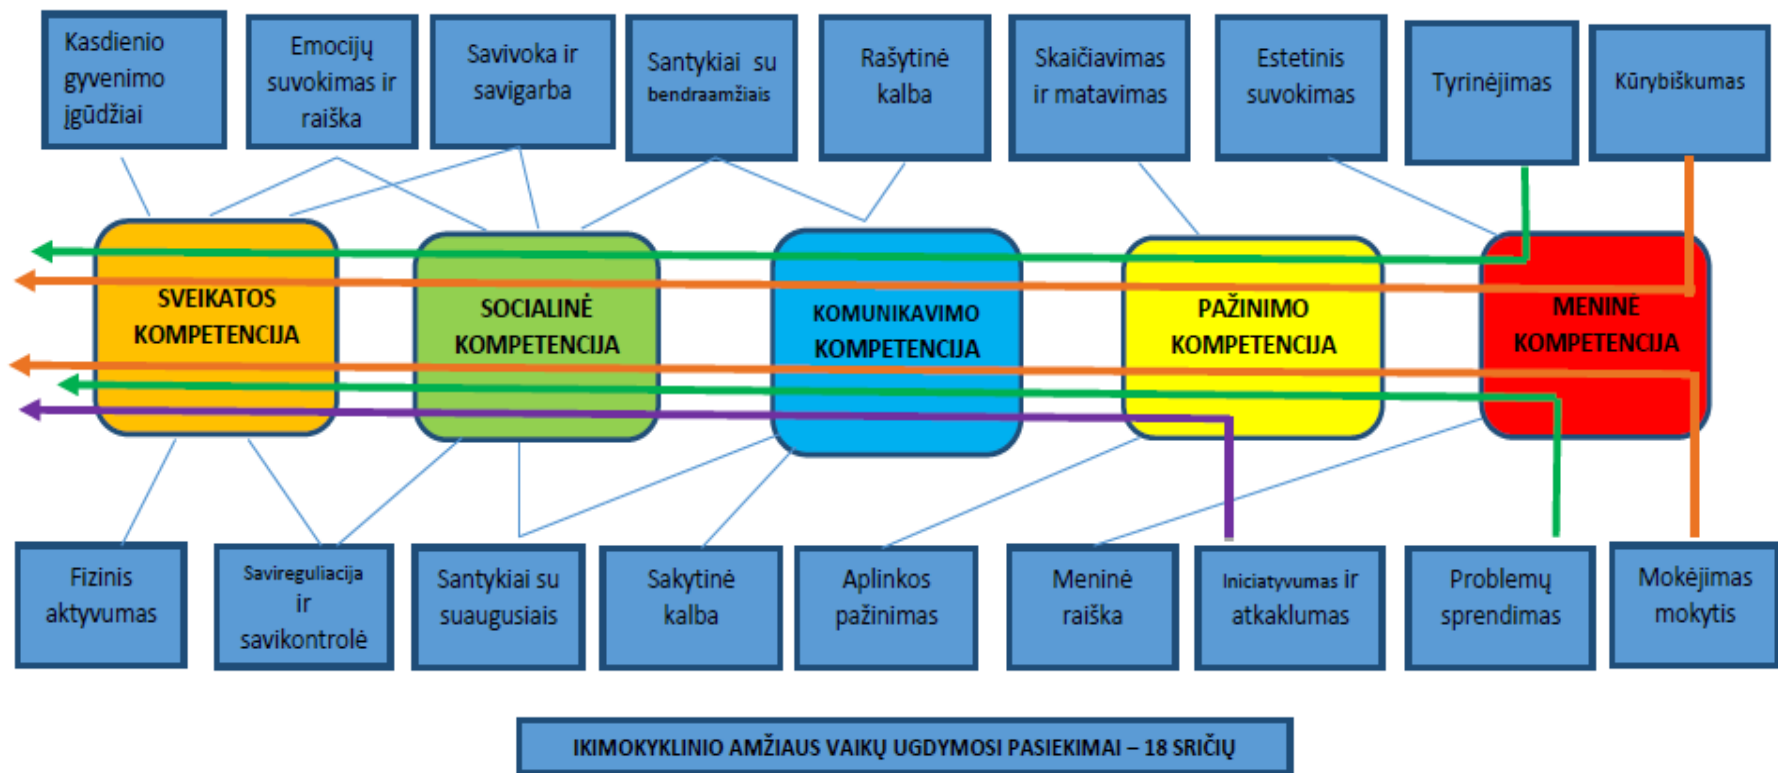 Kasdienio
gyvenimo
įgūdžiai
Emocijų
suvokimas ir
raiška
Savivoka ir
savigarba
Santykiai su
bendraamžiais
Rašytinė
kalba
Skaičiavimas
ir matavimas
Estetinis
suvokimas
Tyrinėjimas
Kūrybiškumas
SVEIKATOS
KOMPETENCIJA
SOCIALINĖ
KOMPETENCIJA
KOMUNIKAVIMO
KOMPETENCIJA
PAŽINIMO
KOMPETENCIJA
MENINĖ
KOMPETENCIJA
Fizinis
aktyvumas
Savireguliacija
ir
savikontrolė
Santykiai su
suaugusiais
Sakytinė
kalba
Aplinkos
pažinimas
Meninė
raiška
Iniciatyvumas ir
atkaklumas
Problemų
sprendimas
Mokėjimas
mokytis
IKIMOKYKLINIO AMŽIAUS VAIKŲ UGDYMOSI PASIEKIMAI – 18 SRIČIŲ